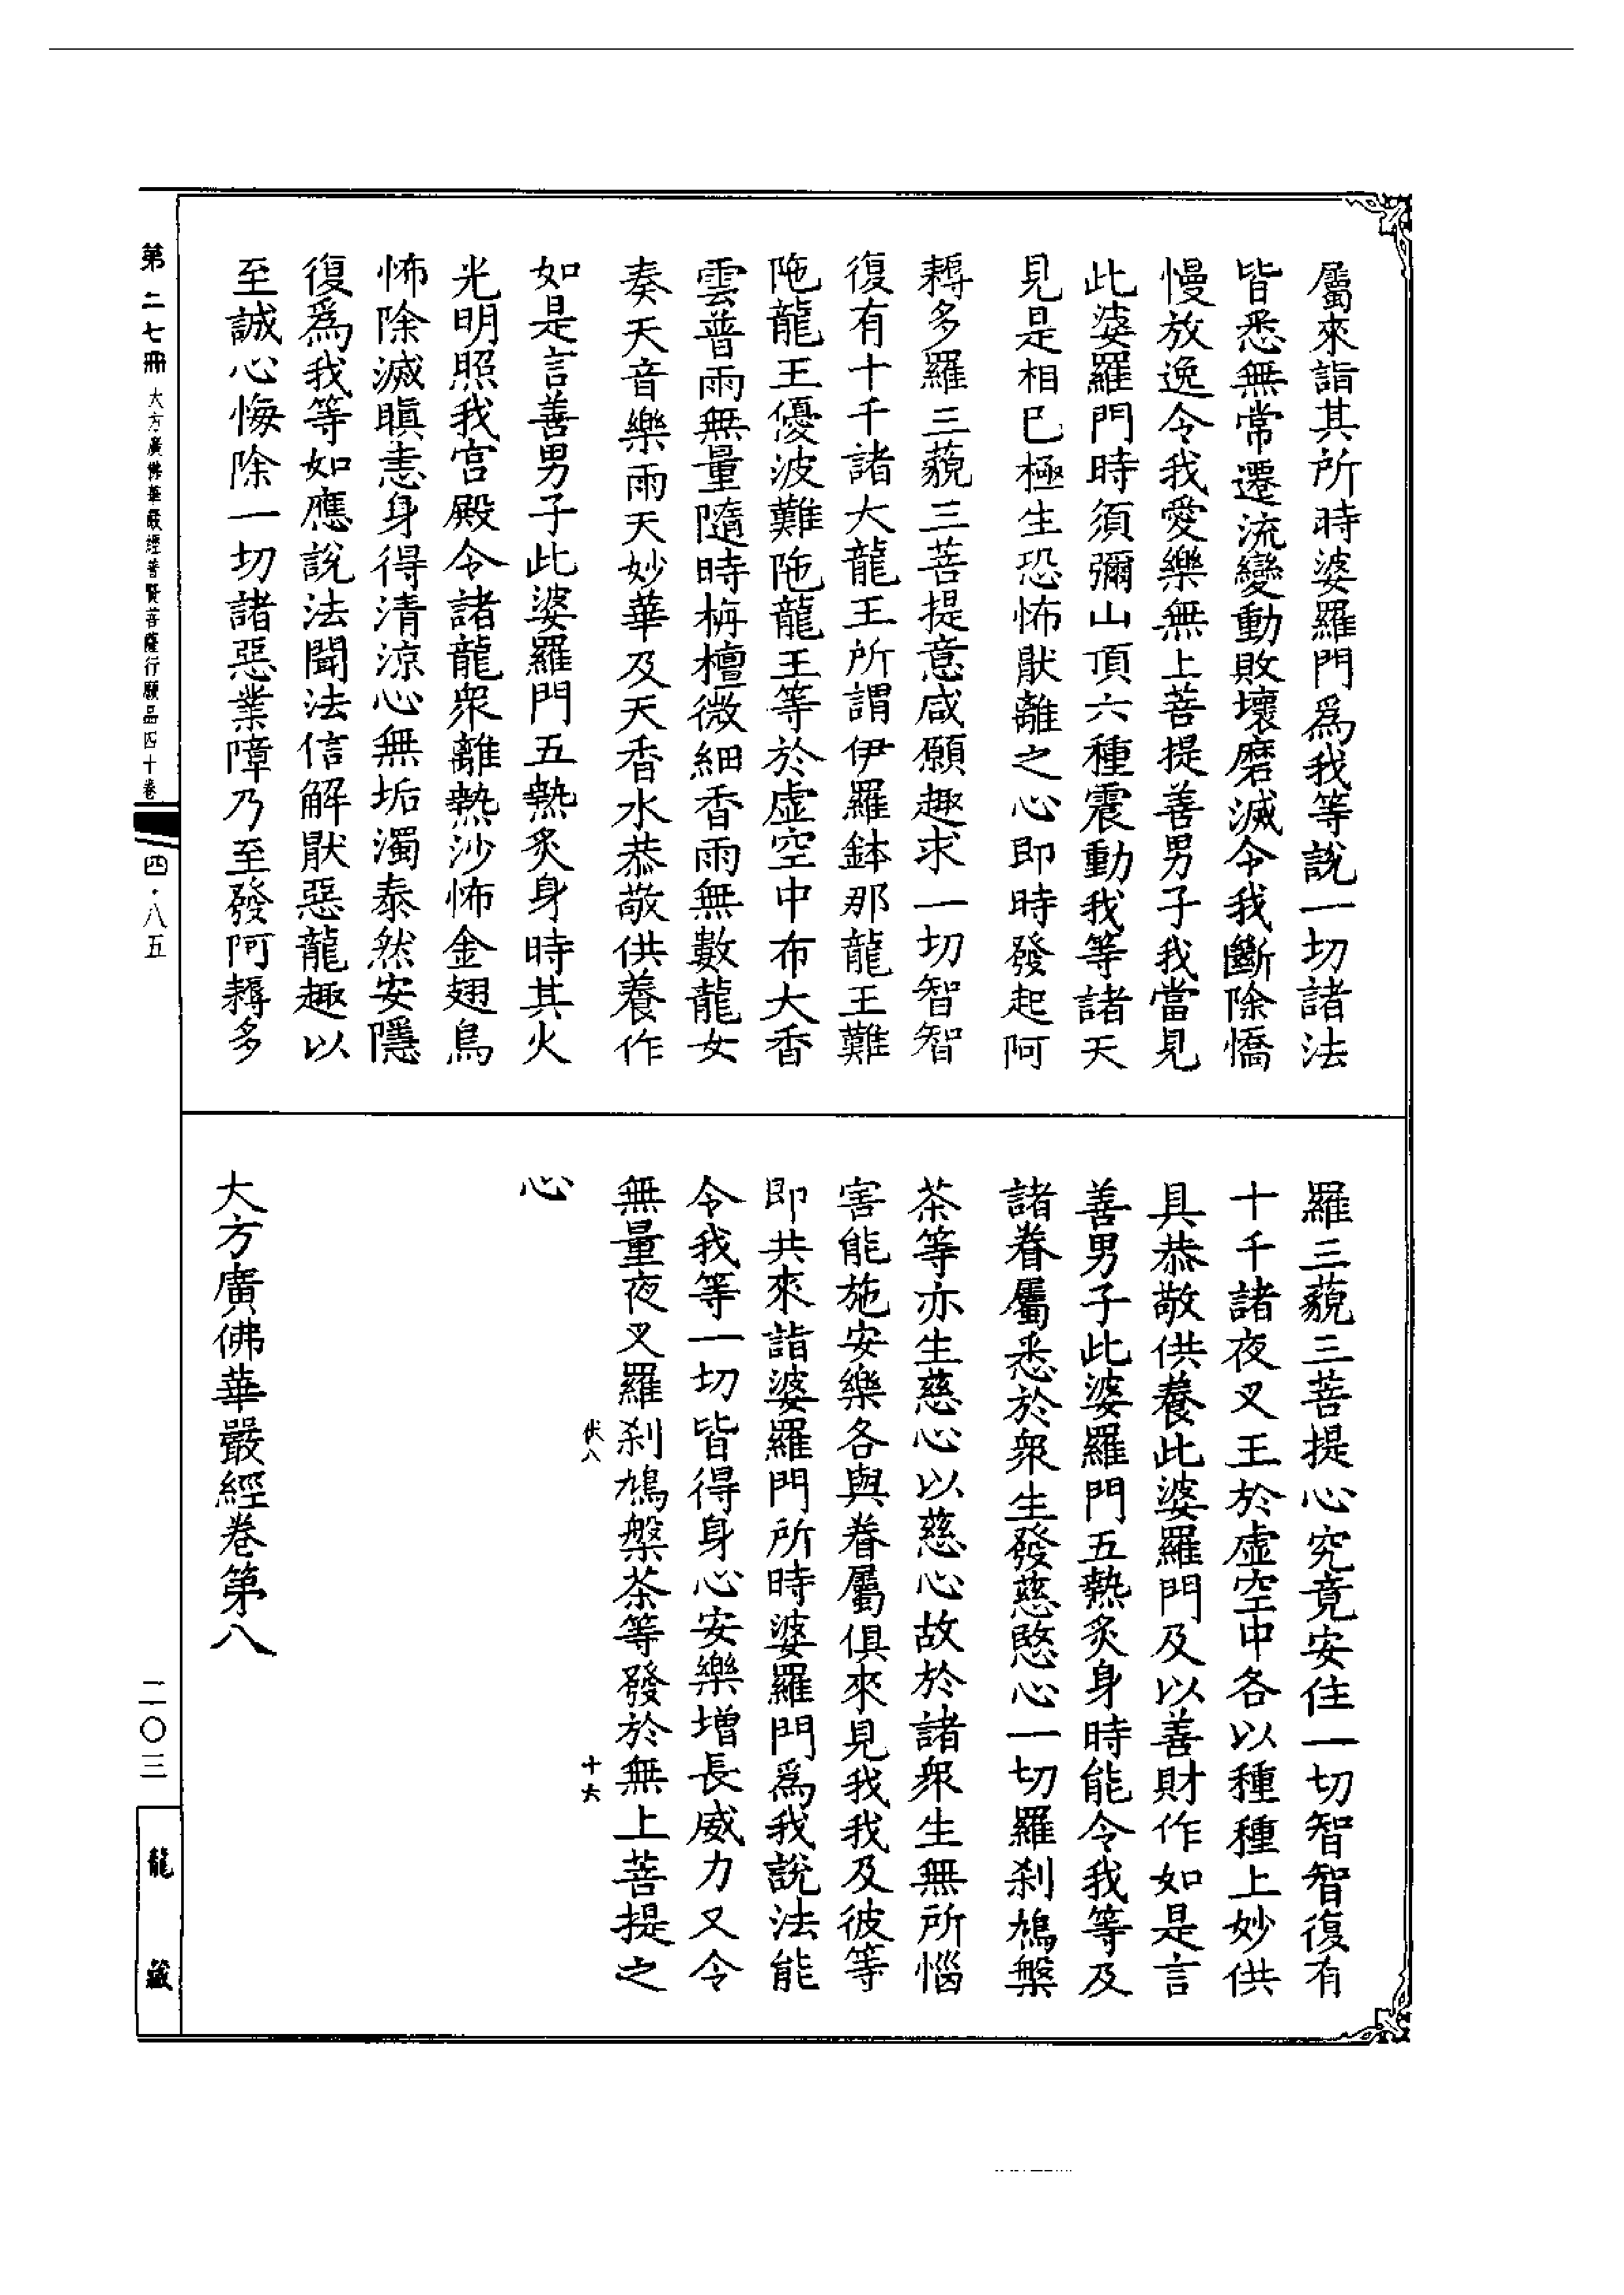 屬來詣其所時婆羅門爲我等說一切諸法
皆悉無常遷流變動敗壞磨滅令我斷除憍
慢放逸令我愛樂無上菩提善男子我當見
此婆羅門時須彌山頂六種震動我等諸天
見是相已極生恐怖猒離之心即時發起阿
耨多羅三藐三菩提意咸願趣求一切智智
復有十千諸大龍王所謂伊羅鉢那龍王難
陁龍王優波難陁龍王等於虛空中布大香
雲普雨無量隨時栴檀微細香雨無數龍女
奏天音樂雨天妙華及天香水恭敬供養作
如是言善男子此婆羅門五熱炙身時其火
光明照我宮殿令諸龍衆離熱沙怖金翅鳥
怖除滅瞋恚身得清涼心無垢濁泰然安隱
復爲我等如應說法聞法信解猒惡龍趣以
至誠心悔除一切諸惡業障乃至發阿耨多
羅三藐三菩提心究竟安住一切智智復有
十千諸夜叉王於虛空中各以種種上妙供
具恭敬供養此婆羅門及以善財作如是言
善男子此婆羅門五熱炙身時能令我等及
諸眷屬悉於衆生發慈愍心一切羅刹鳩槃
茶等亦生慈心以慈心故於諸衆生無所惱
害能施安樂各與眷屬俱來見我我及彼等
即共來詣婆羅門所時婆羅門爲我說法能
令我等一切皆得身心安樂增長威力又令
無量夜叉羅刹鳩槃茶等發於無上菩提之
伏八 十六
心
大方廣佛華嚴經卷第八
第二七冊 大方廣佛華嚴經普賢菩薩行願品四十卷 四·八五
二〇三
龍藏